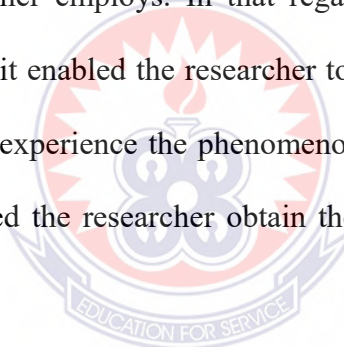 her employs. In that rega
it enabled the researcher to
experience the phenomeno
ed the researcher obtain the
EDUCATION FOR SERVICE